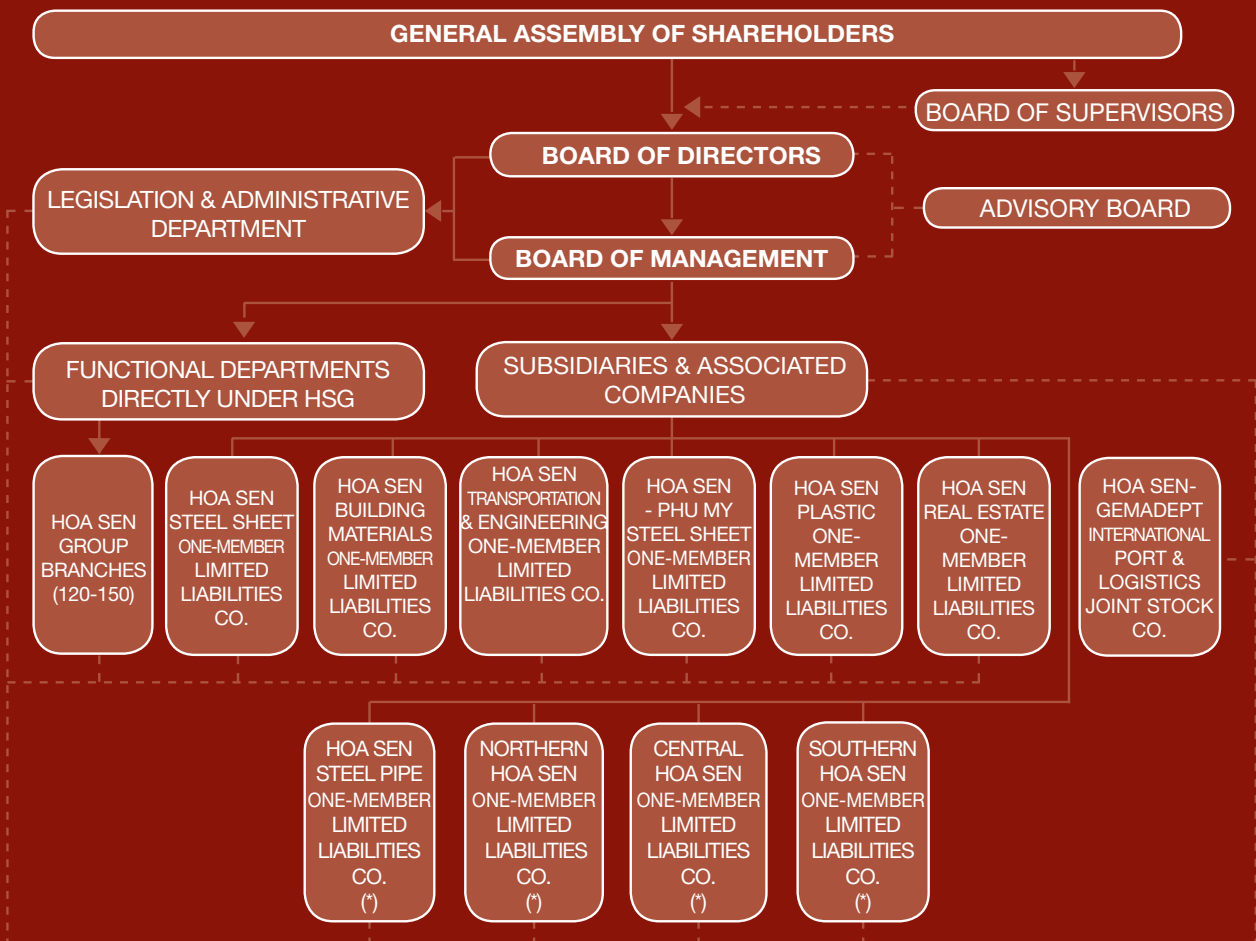 GENERAL ASSEMBLY OF SHAREHOLDERS
BOARD OF SUPERVISORS
BOARD OF DIRECTORS
LEGISLATION & ADMINISTRATIVE
DEPARTMENT
ADVISORY BOARD
BOARD OF MANAGEMENT
FUNCTIONAL DEPARTMENTS
DIRECTLY UNDER HSG
SUBSIDIARIES & ASSOCIATED
COMPANIES
HOA SEN
GROUP
BRANCHES
(120-150)
HOA SEN
STEEL SHEET
ONE-MEMBER
LIMITED
LIABILITIES
CO.
HOA SEN
BUILDING
MATERIALS
ONE-MEMBER
LIMITED
LIABILITIES
CO.
HOA SEN
TRANSPORTATION
& ENGINEERING
ONE-MEMBER
LIMITED
LIABILITIES CO.
HOA SEN
- PHU MY
STEEL SHEET
ONE-MEMBER
LIMITED
LIABILITIES
CO.
HOA SEN
PLASTIC
ONE-
MEMBER
LIMITED
LIABILITIES
CO.
HOA SEN
REAL ESTATE
ONE-
MEMBER
LIMITED
LIABILITIES
CO.
HOA SEN-
GEMADEPT
INTERNATIONAL
PORT &
LOGISTICS
JOINT STOCK
CO.
HOA SEN
STEEL PIPE
ONE-MEMBER
LIMITED
LIABILITIES
CO.
(*)
NORTHERN
HOA SEN
ONE-MEMBER
LIMITED
LIABILITIES
CO.
(*)
CENTRAL
HOA SEN
ONE-MEMBER
LIMITED
LIABILITIES
CO.
(*)
SOUTHERN
HOA SEN
ONE-MEMBER
LIMITED
LIABILITIES
CO.
(*)